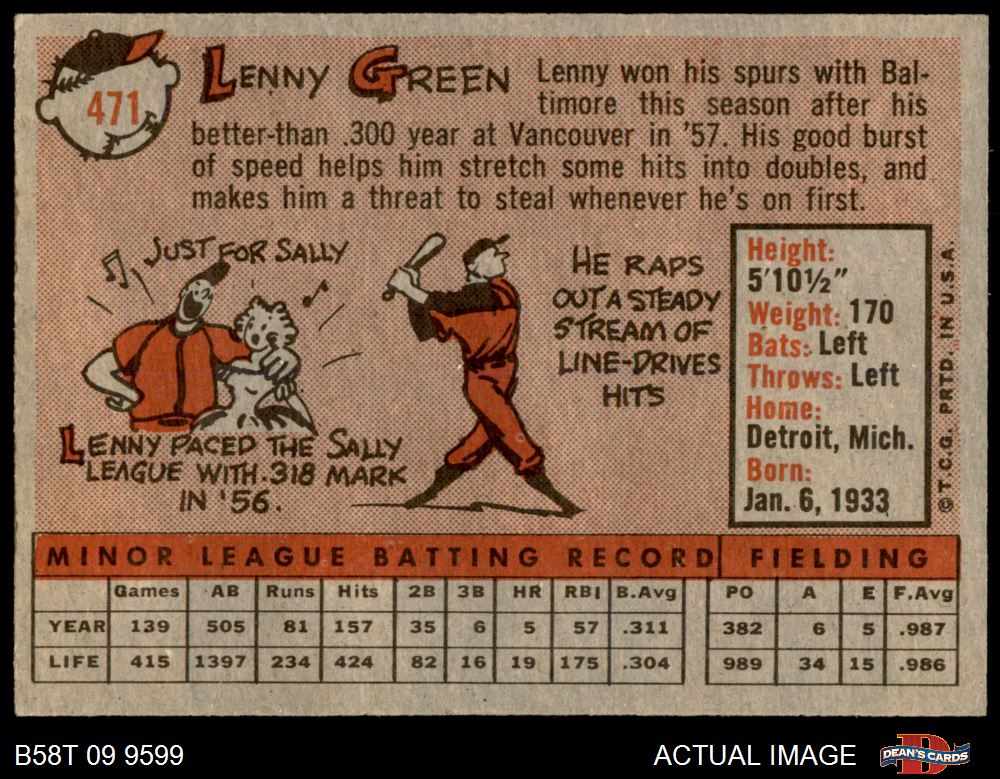 471
LENNY GREEN
Lenny won his spurs with Bal-
timore this season after his
better-than .300 year at Vancouver in '57. His good burst
of speed helps him stretch some hits into doubles, and
makes him a threat to steal whenever he's on first.
JUST FOR SALLY
LENNY PACED THE SALLY
LEAGUE WITH .318 MARK
IN '56.
HE RAPS
OUT A STEADY
STREAM OF
LINE-DRIVES
HITS
Height:
5'10½"
Weight: 170
Bats: Left
Throws: Left
Home:
Detroit, Mich.
Born:
Jan. 6, 1933
© T.C.G. PRTD. IN U.S.A.
MINOR LEAGUE BATTING RECORD FIELDING
Games AB Runs Hits 2B 3B HR RBI B.Avg PO A E F.Avg
YEAR 139 505 81 157 35 6 5 57 .311 382 6 5 .987
LIFE 415 1397 234 424 82 16 19 175 .304 989 34 15 .986
B58T 09 9599
ACTUAL IMAGE
D
DEAN'S CARDS